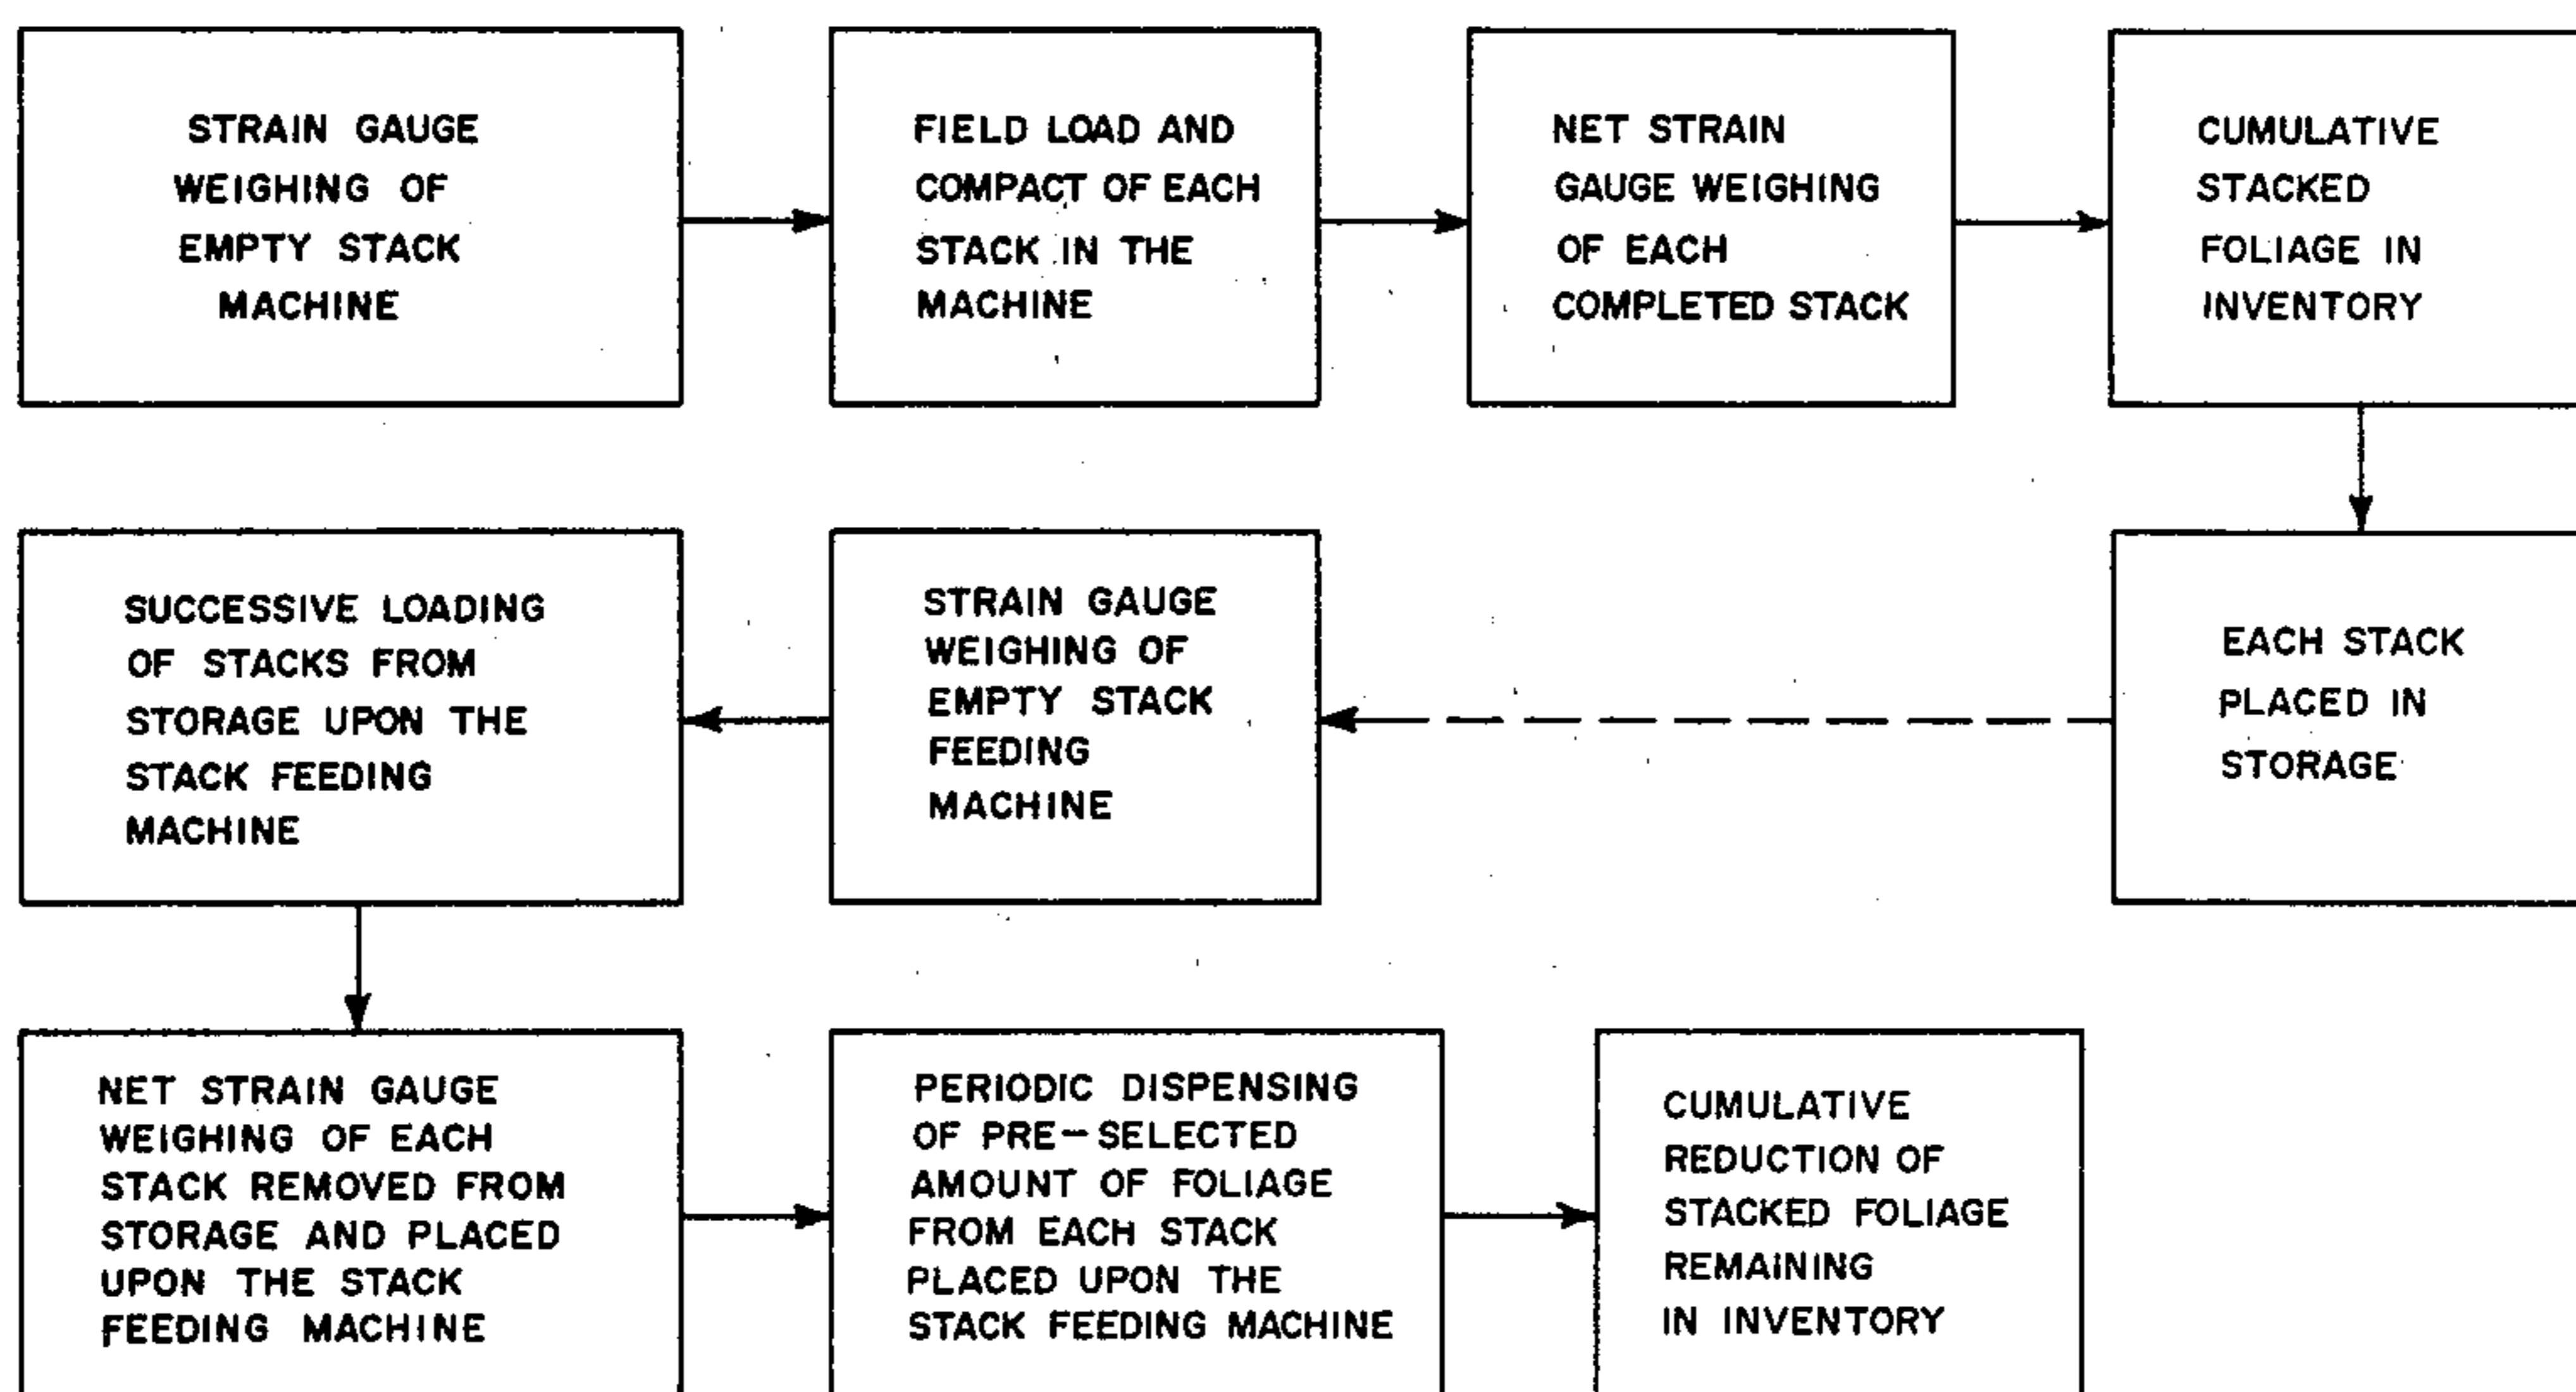 STRAIN GAUGE
WEIGHING OF
EMPTY STACK
MACHINE
FIELD LOAD AND
COMPACT OF EACH
STACK IN THE
MACHINE
NET STRAIN
GAUGE WEIGHING
OF EACH
COMPLETED STACK
CUMULATIVE
STACKED
FOLIAGE IN
INVENTORY
EACH STACK
PLACED IN
STORAGE
STRAIN GAUGE
WEIGHING OF
EMPTY STACK
FEEDING
MACHINE
SUCCESSIVE LOADING
OF STACKS FROM
STORAGE UPON THE
STACK FEEDING
MACHINE
NET STRAIN GAUGE
WEIGHING OF EACH
STACK REMOVED FROM
STORAGE AND PLACED
UPON THE STACK
FEEDING MACHINE
PERIODIC DISPENSING
OF PRE-SELECTED
AMOUNT OF FOLIAGE
FROM EACH STACK
PLACED UPON THE
STACK FEEDING MACHINE
CUMULATIVE
REDUCTION OF
STACKED FOLIAGE
REMAINING
IN INVENTORY